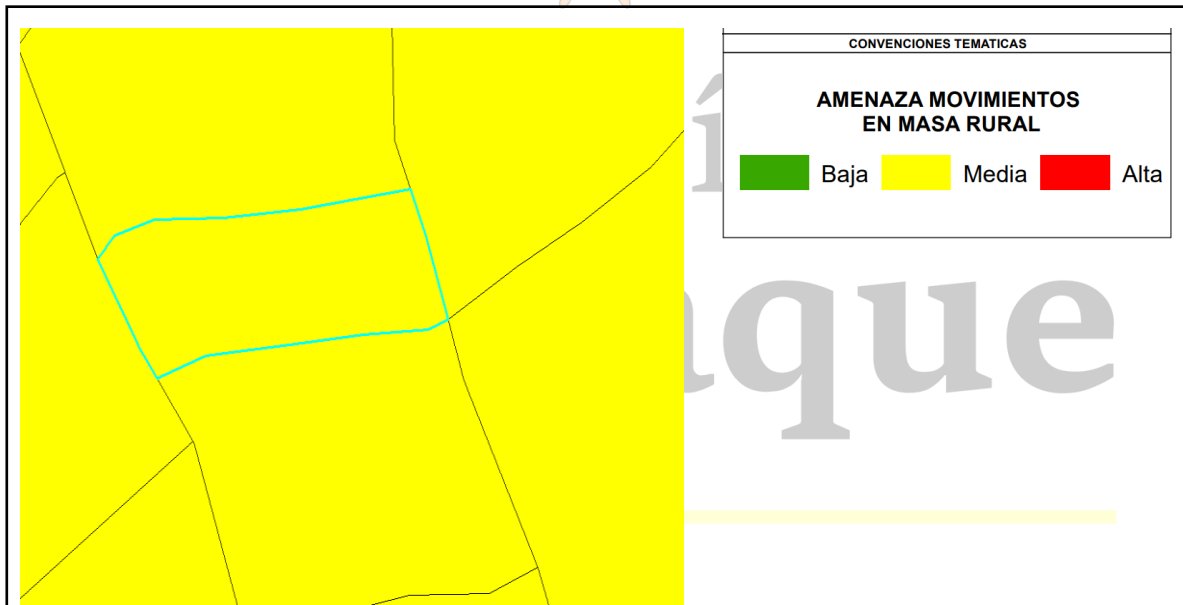 CONVENCIONES TEMATICAS
AMENAZA MOVIMIENTOS
EN MASA RURAL
Baja Media Alta